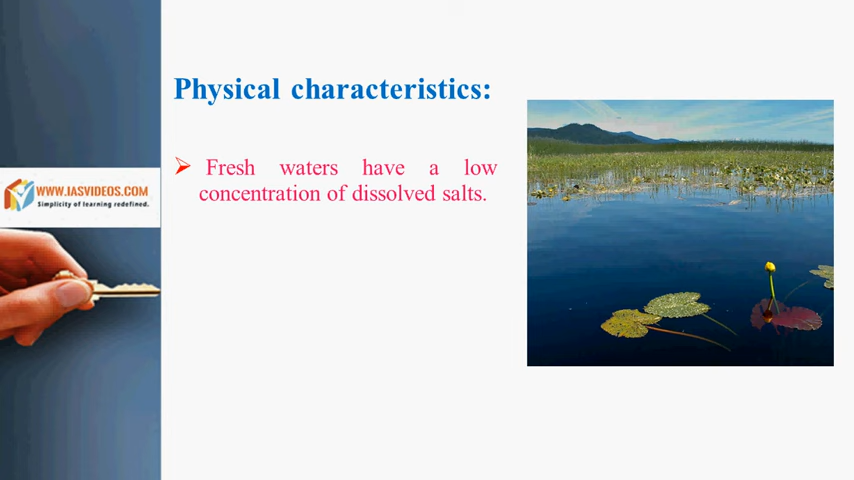 Physical characteristics:
➢ Fresh waters have a low
concentration of dissolved salts.
WWW.IASVIDEOS.COM
Simplicity of learning redefined.